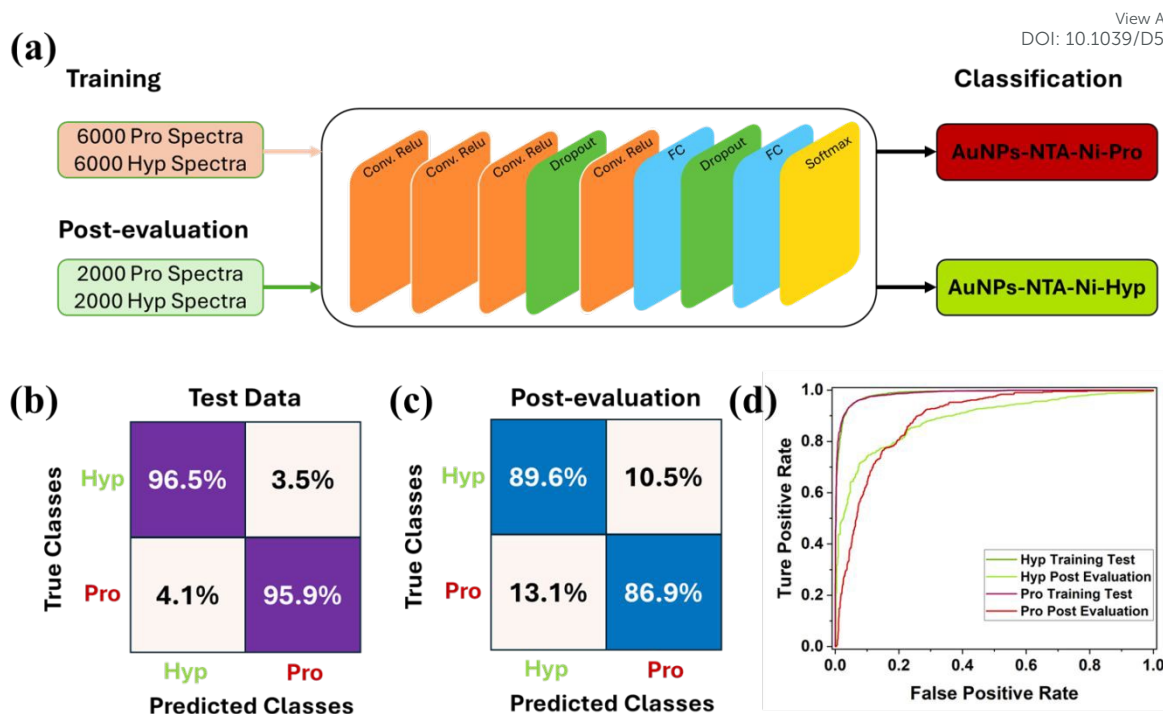 View A
DOI: 10.1039/D5
(a)
Training
Classification
6000 Pro Spectra
6000 Hyp Spectra
Conv. Relu
Conv. Relu
Conv. Relu
Dropout
Conv. Relu
FC
Dropout
FC
Softmax
AuNPs-NTA-Ni-Pro
Post-evaluation
2000 Pro Spectra
2000 Hyp Spectra
AuNPs-NTA-Ni-Hyp
(b)
Test Data
True Classes
Hyp
96.5%
3.5%
Pro
4.1%
95.9%
Hyp
Pro
Predicted Classes
(c)
Post-evaluation
True Classes
Hyp
89.6%
10.5%
Pro
13.1%
86.9%
Hyp
Pro
Predicted Classes
(d)
Ture Positive Rate
1.0
0.8
0.6
0.4
0.2
0.0
Hyp Training Test
Hyp Post Evaluation
Pro Training Test
Pro Post Evaluation
0.0
0.2
0.4
0.6
0.8
1.0
False Positive Rate